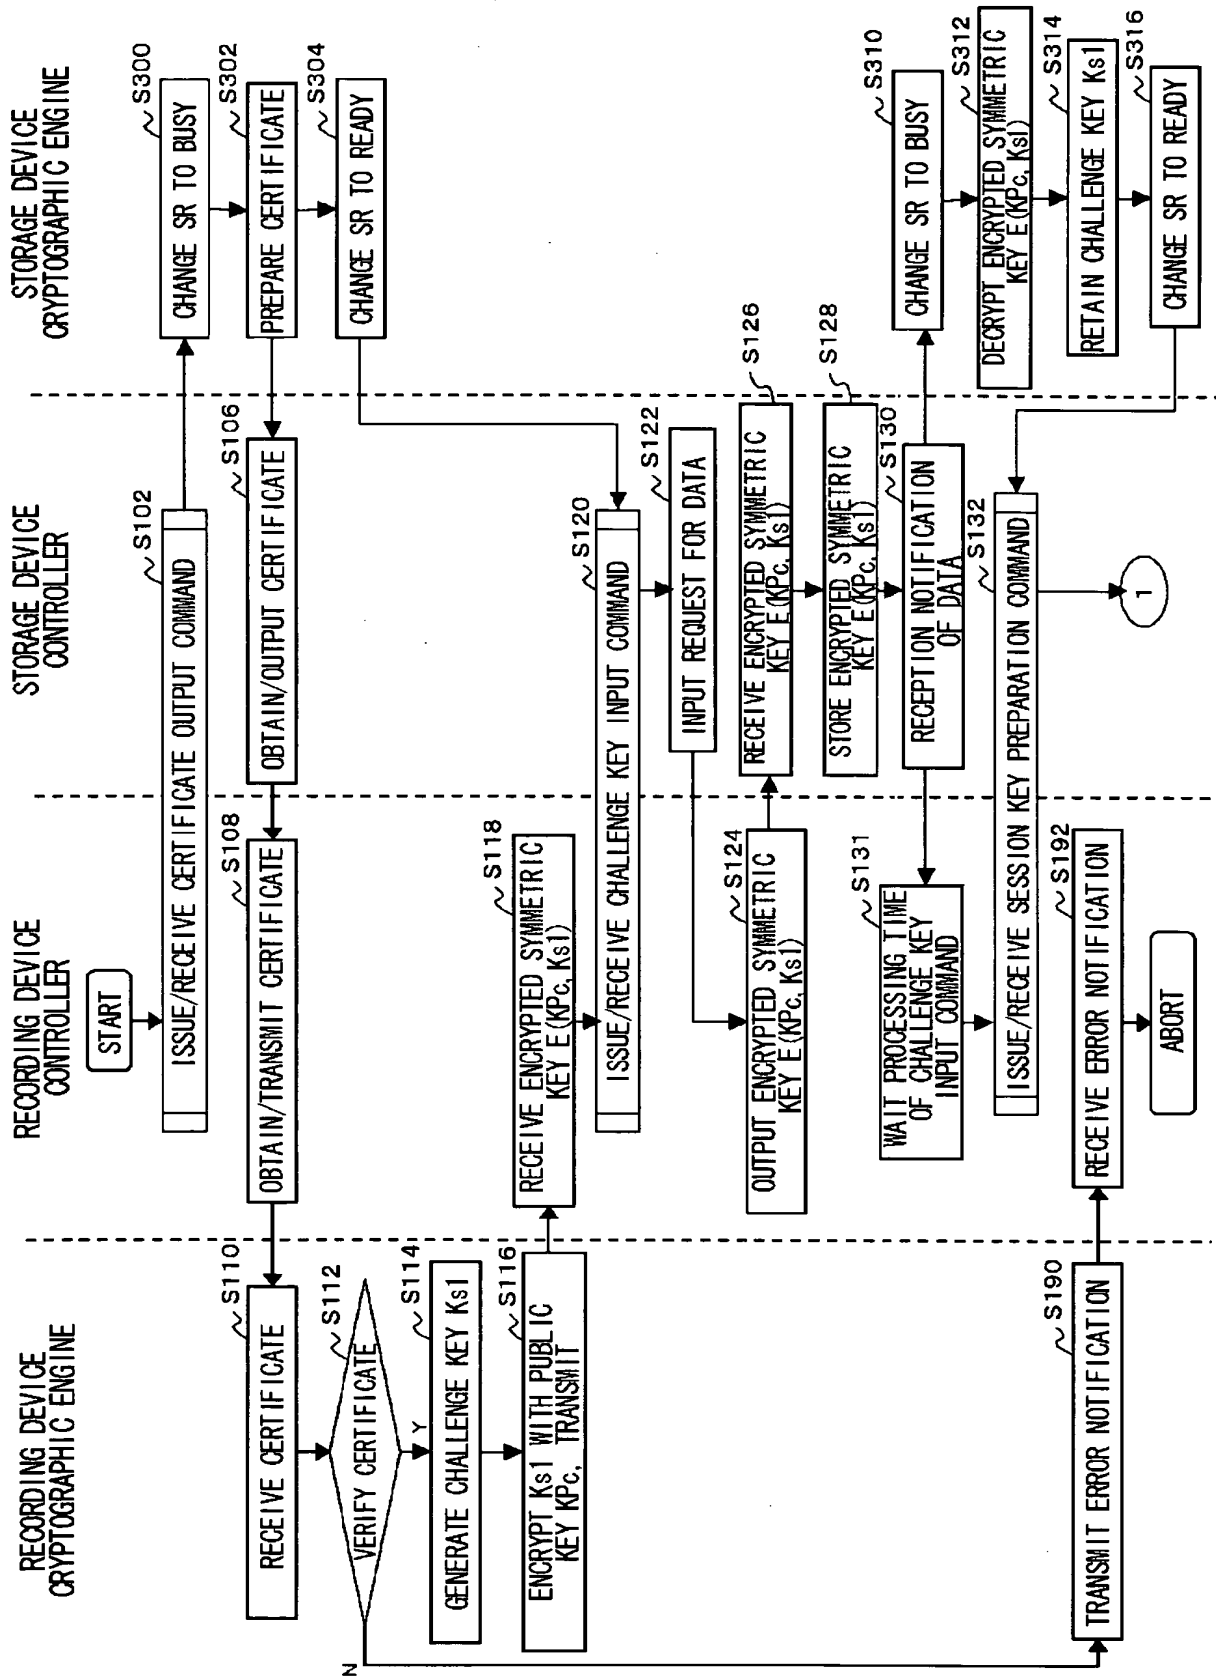 RECORDING DEVICE
CRYPTOGRAPHIC ENGINE
RECORDING DEVICE
CONTROLLER
STORAGE DEVICE
CONTROLLER
STORAGE DEVICE
CRYPTOGRAPHIC ENGINE
START
S102
ISSUE/RECEIVE CERTIFICATE OUTPUT COMMAND
S300
CHANGE SR TO BUSY
S302
PREPARE CERTIFICATE
S106
OBTAIN/OUTPUT CERTIFICATE
S108
OBTAIN/TRANSMIT CERTIFICATE
S110
RECEIVE CERTIFICATE
S304
CHANGE SR TO READY
S112
VERIFY CERTIFICATE
N
Y
S114
GENERATE CHALLENGE KEY Ks1
S116
ENCRYPT Ks1 WITH PUBLIC
KEY KPc, TRANSMIT
S118
RECEIVE ENCRYPTED SYMMETRIC
KEY E(KPc, Ks1)
S120
ISSUE/RECEIVE CHALLENGE KEY INPUT COMMAND
S122
INPUT REQUEST FOR DATA
S124
OUTPUT ENCRYPTED SYMMETRIC
KEY E(KPc, Ks1)
S126
RECEIVE ENCRYPTED SYMMETRIC
KEY E(KPc, Ks1)
S128
STORE ENCRYPTED SYMMETRIC
KEY E(KPc, Ks1)
S130
RECEPTION NOTIFICATION
OF DATA
S310
CHANGE SR TO BUSY
S131
WAIT PROCESSING TIME
OF CHALLENGE KEY
INPUT COMMAND
S312
DECRYPT ENCRYPTED SYMMETRIC
KEY E(KPc, Ks1)
S132
ISSUE/RECEIVE SESSION KEY PREPARATION COMMAND
S314
RETAIN CHALLENGE KEY Ks1
S190
TRANSMIT ERROR NOTIFICATION
S192
RECEIVE ERROR NOTIFICATION
S316
CHANGE SR TO READY
ABORT
1